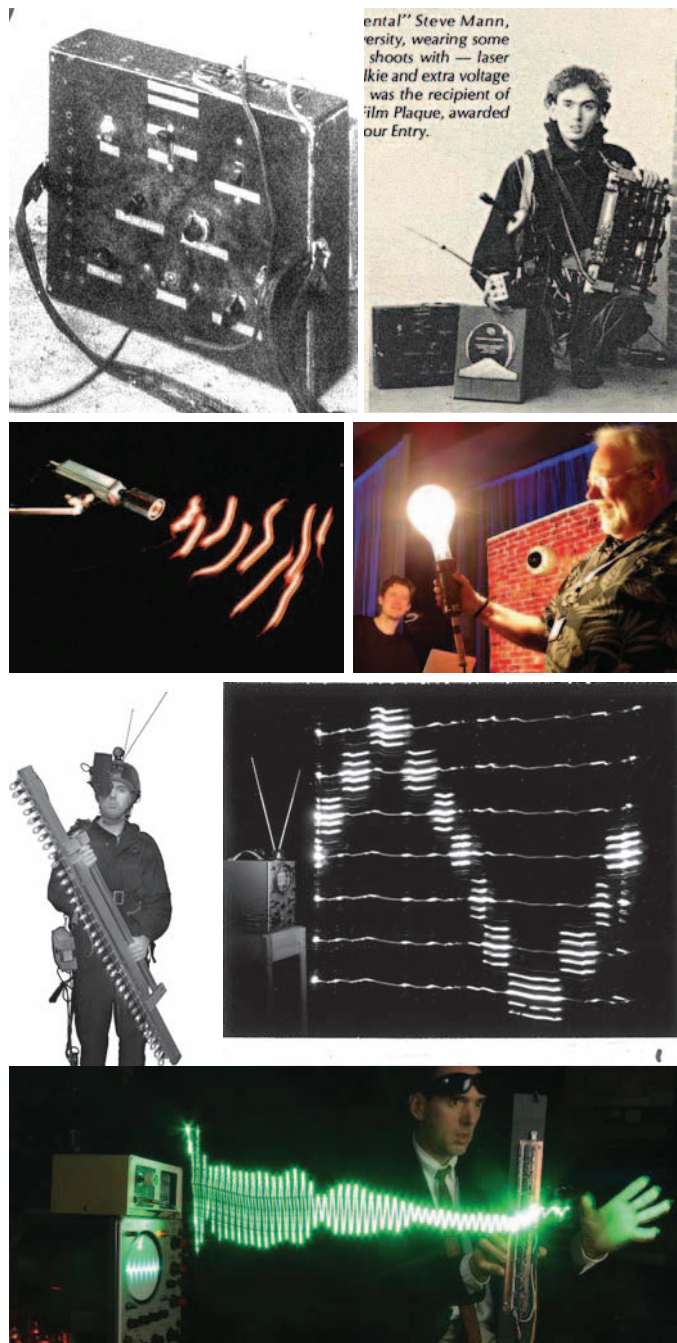 ental” Steve Mann,
versity, wearing some
shoots with — laser
lkie and extra voltage
was the recipient of
Film Plaque, awarded
our Entry.